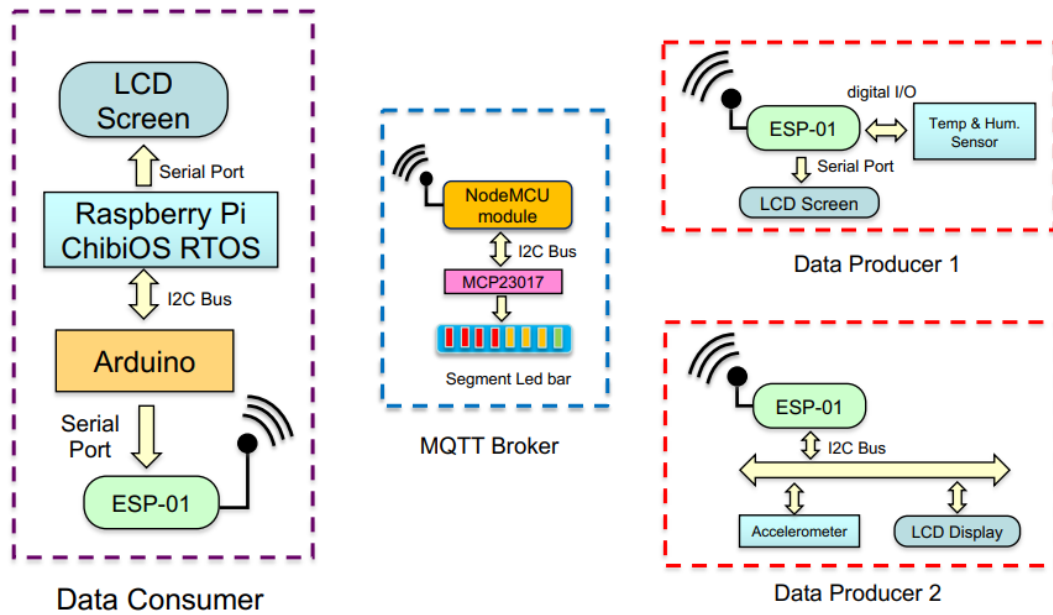 LCD
Screen
Serial Port
Raspberry Pi
ChibiOS RTOS
I2C Bus
Arduino
Serial
Port
ESP-01
Data Consumer
NodeMCU
module
I2C Bus
MCP23017
Segment Led bar
MQTT Broker
digital I/O
ESP-01
Temp & Hum.
Sensor
Serial Port
LCD Screen
Data Producer 1
ESP-01
I2C Bus
Accelerometer
LCD Display
Data Producer 2